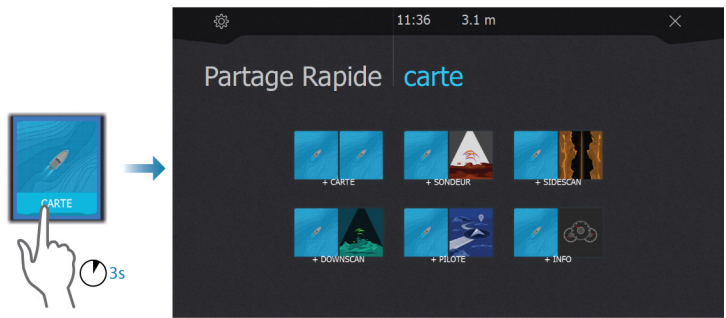 11:36 3.1 m
Partage Rapide carte
+ CARTE + SONDEUR + SIDESCAN
CARTE
3s
+ DOWNSCAN + PILOTE + INFO